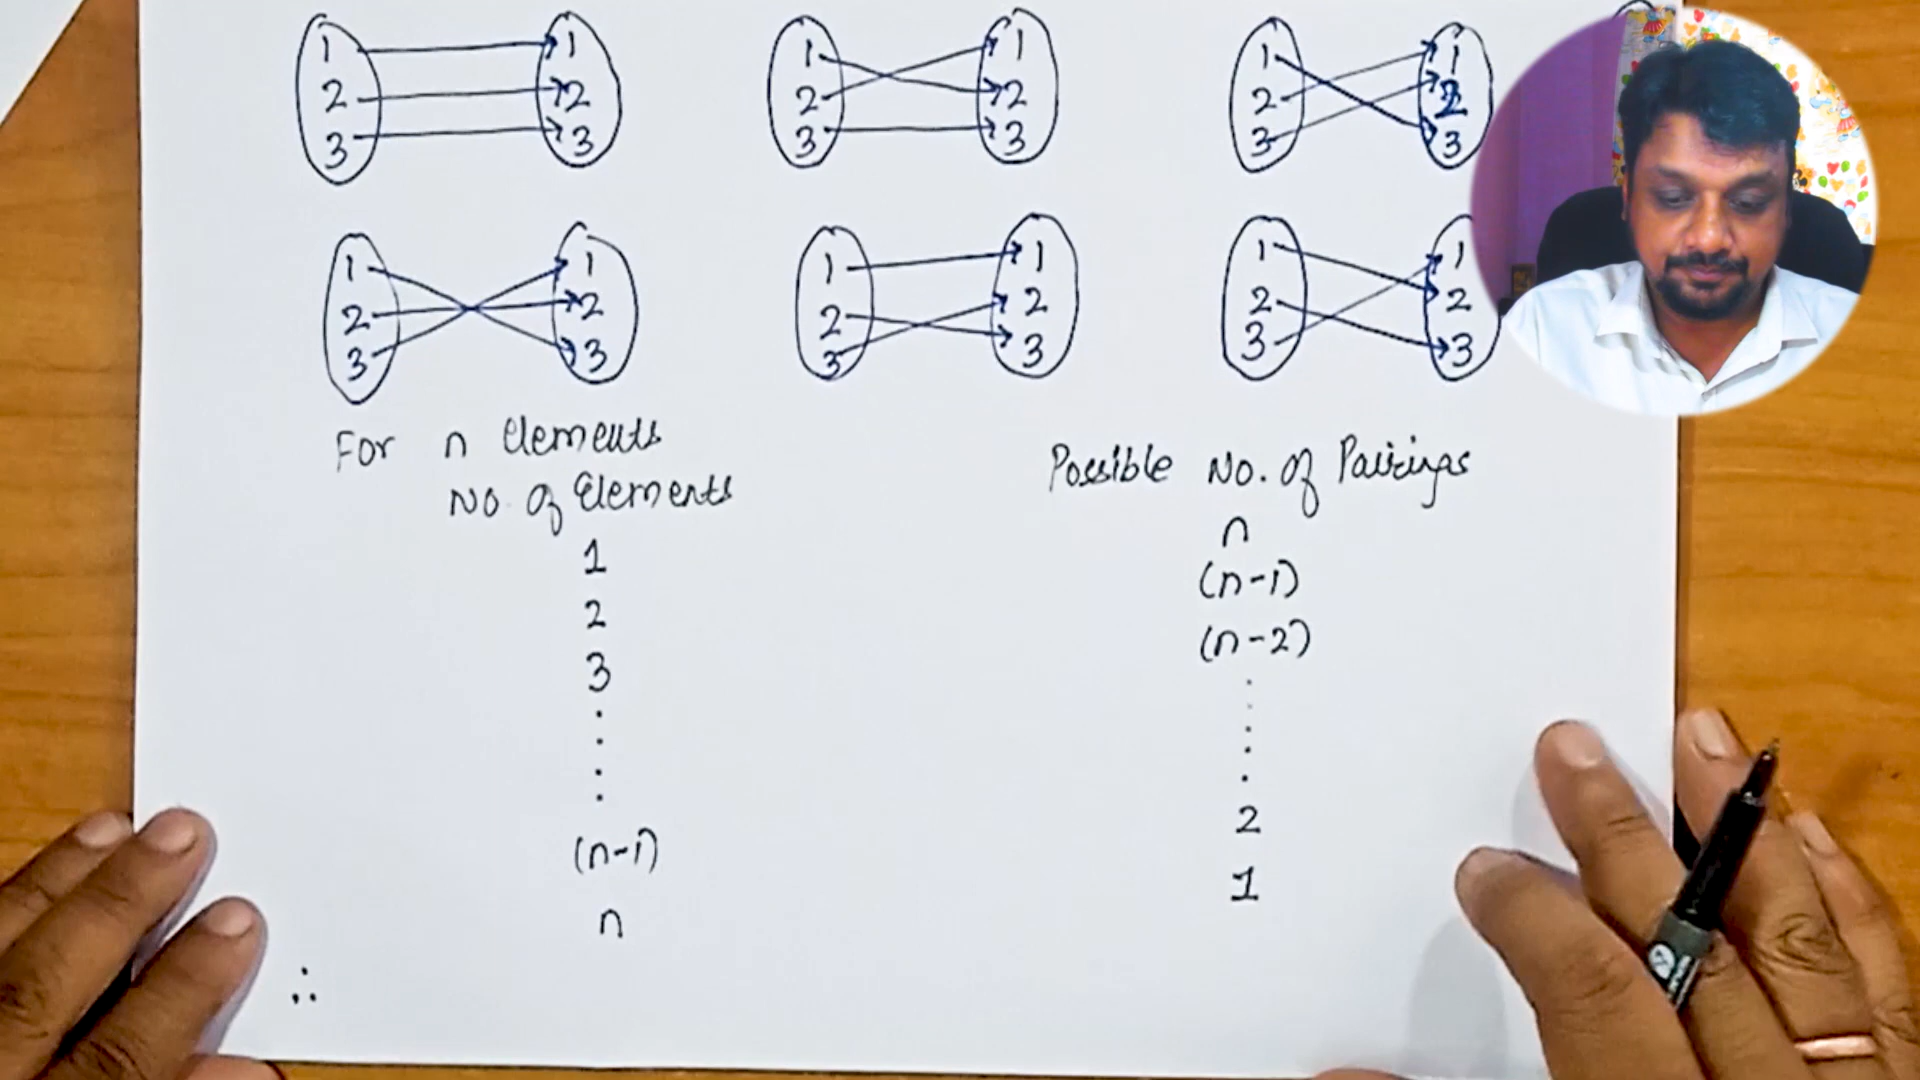 1 1 1 1 1 1
2 2 2 2 2 2
3 3 3 3 3 3
1 1 1 1 1 1
2 2 2 2 2 2
3 3 3 3 3 3
For n Elements
No. of Elements Possible No. of Pairings
1 n
2 (n-1)
3 (n-2)
.
.
.
.
(n-1) 2
n 1
∴